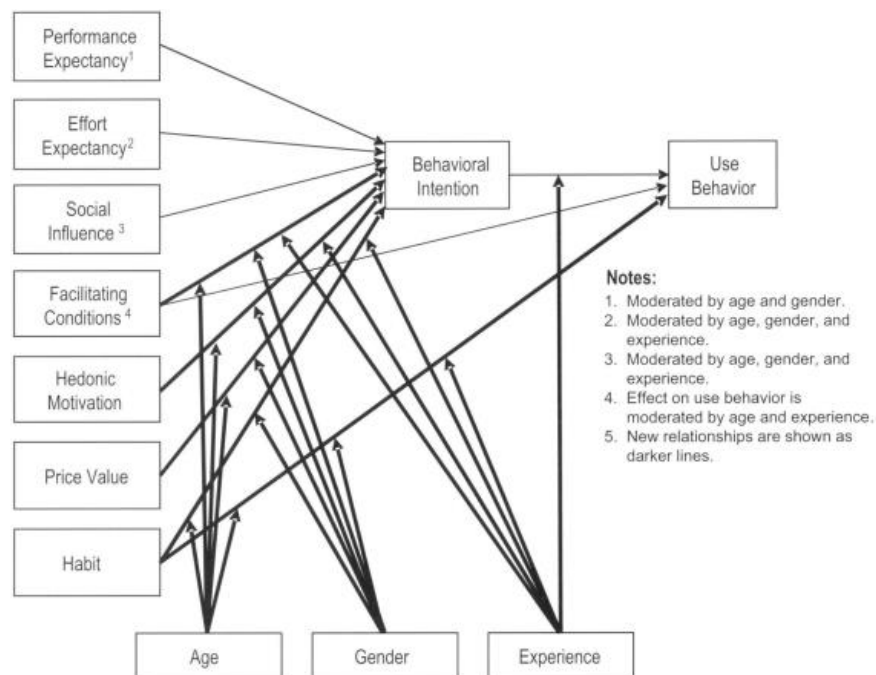 Performance
Expectancy1
Effort
Expectancy2
Social
Influence 3
Facilitating
Conditions 4
Hedonic
Motivation
Price Value
Habit
Behavioral
Intention
Use
Behavior
Notes:
1. Moderated by age and gender.
2. Moderated by age, gender, and
experience.
3. Moderated by age, gender, and
experience.
4. Effect on use behavior is
moderated by age and experience.
5. New relationships are shown as
darker lines.
Age
Gender
Experience